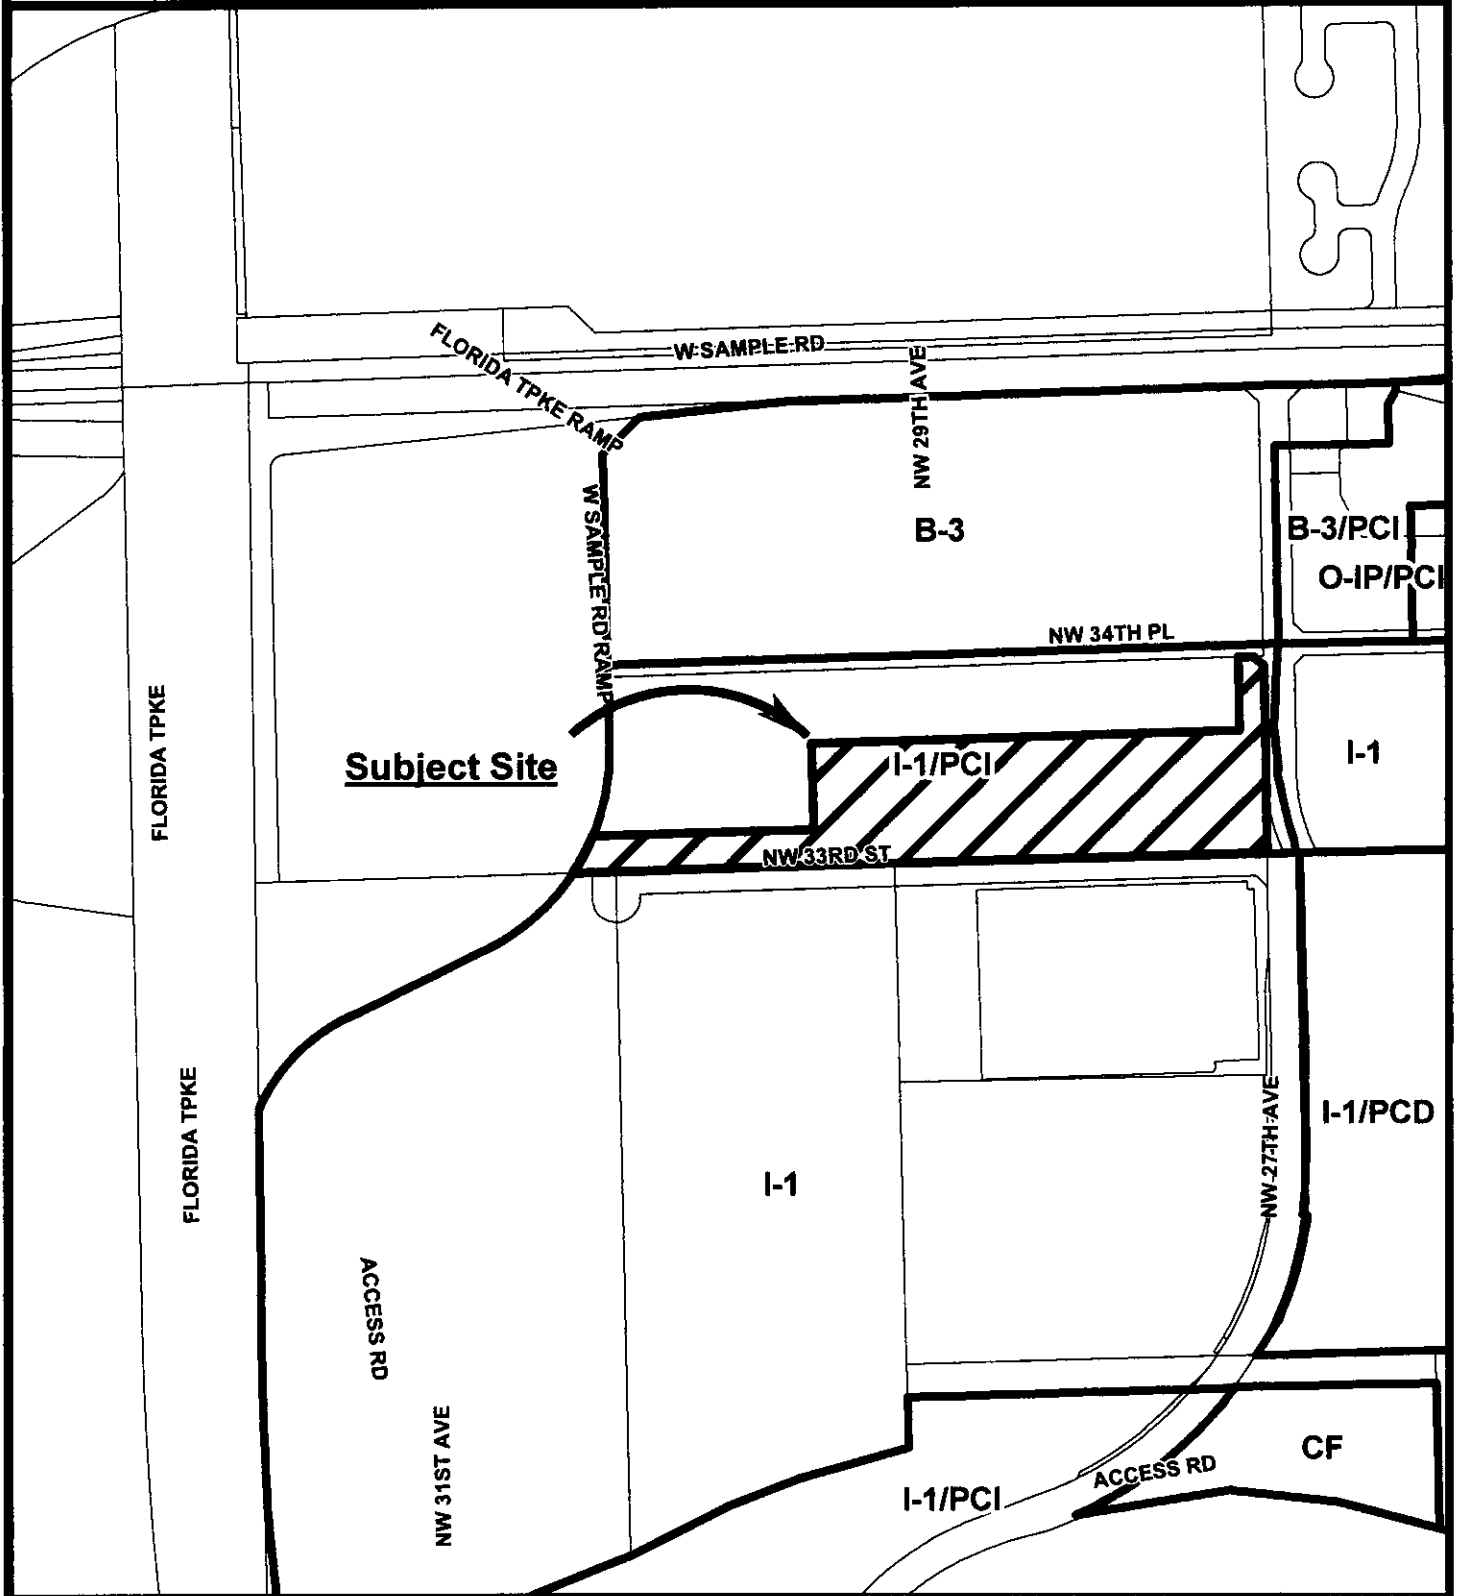 W SAMPLE RD
FLORIDA TPKE RAMP
NW 29TH AVE
W SAMPLE RD RAMP
B-3
B-3/PCI
O-IP/PCI
NW 34TH PL
FLORIDA TPKE
Subject Site
I-1/PCI
I-1
NW 33RD ST
FLORIDA TPKE
NW 27TH AVE
I-1/PCD
I-1
ACCESS RD
NW 31ST AVE
CF
ACCESS RD
I-1/PCI